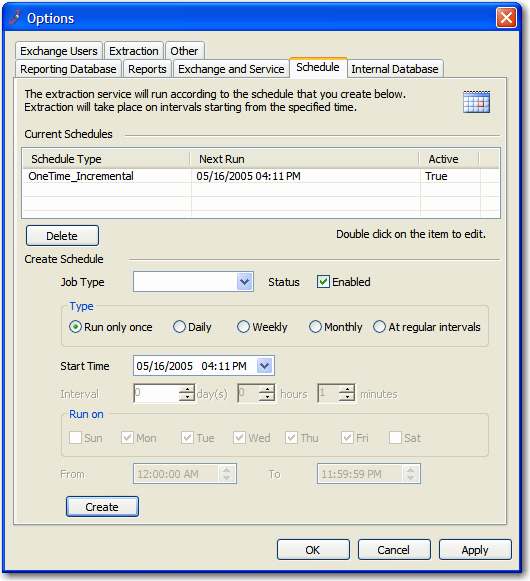 Options
Exchange Users Extraction Other
Reporting Database Reports Exchange and Service Schedule Internal Database
The extraction service will run according to the schedule that you create below.
Extraction will take place on intervals starting from the specified time.
Current Schedules
Schedule Type Next Run Active
OneTime_Incremental 05/16/2005 04:11 PM True
Delete Double click on the item to edit.
Create Schedule
Job Type Status Enabled
Type
Run only once Daily Weekly Monthly At regular intervals
Start Time 05/16/2005 04:11 PM
Interval 0 day(s) 0 hours 1 minutes
Run on
Sun Mon Tue Wed Thu Fri Sat
From 12:00:00 AM To 11:59:59 PM
Create
OK Cancel Apply